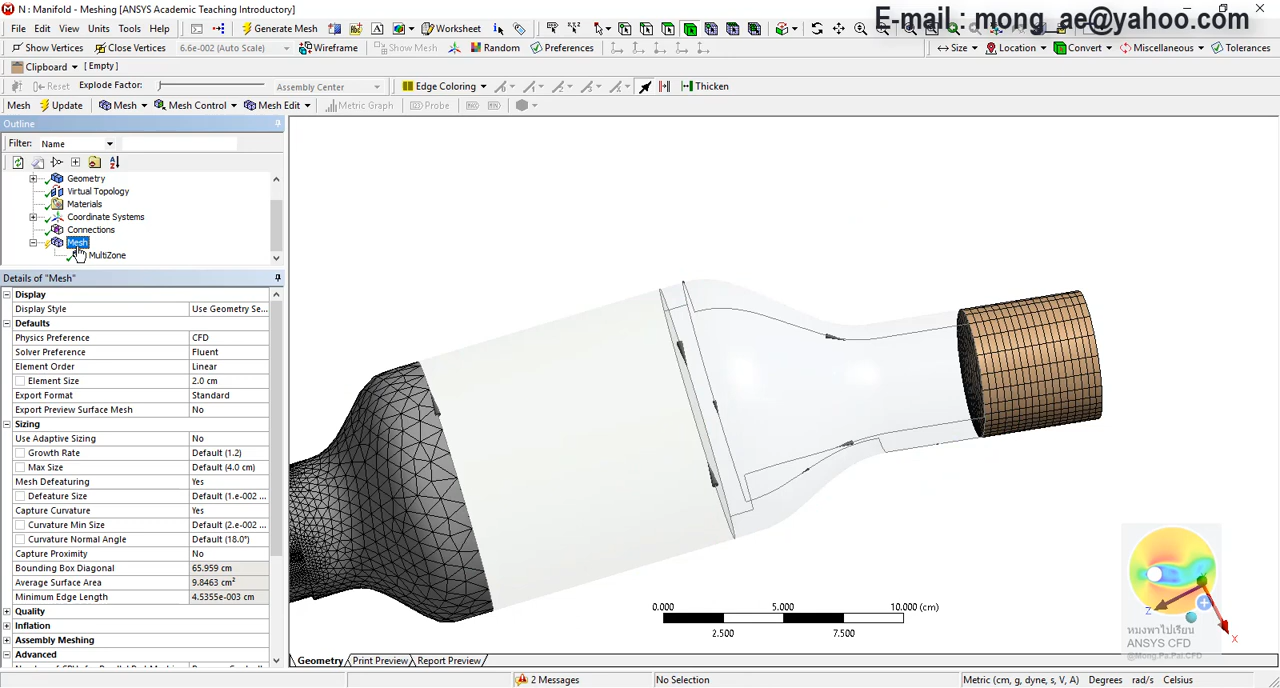 N : Manifold - Meshing [ANSYS Academic Teaching Introductory]
E-mail : mong_ae@yahoo.com
File Edit View Units Tools Help Generate Mesh Worksheet
Show Vertices Close Vertices 6.6e-002 (Auto Scale) Wireframe Show Mesh Random Preferences Size Location Convert Miscellaneous Tolerances
Clipboard [ Empty ]
Reset Explode Factor: Assembly Center Edge Coloring Thicken
Mesh Update Mesh Mesh Control Mesh Edit Metric Graph Probe
Outline
Filter: Name
Geometry
Virtual Topology
Materials
Coordinate Systems
Connections
Mesh
MultiZone
Details of "Mesh"
Display
Display Style Use Geometry Se...
Defaults
Physics Preference CFD
Solver Preference Fluent
Element Order Linear
Element Size 2.0 cm
Export Format Standard
Export Preview Surface Mesh No
Sizing
Use Adaptive Sizing No
Growth Rate Default (1.2)
Max Size Default (4.0 cm)
Mesh Defeaturing Yes
Defeature Size Default (1.e-002 ...
Capture Curvature Yes
Curvature Min Size Default (2.e-002 ...
Curvature Normal Angle Default (18.0°)
Capture Proximity No
Bounding Box Diagonal 65.959 cm
Average Surface Area 9.8463 cm²
Minimum Edge Length 4.5355e-003 cm
Quality
Inflation
Assembly Meshing
Advanced
0.000 5.000 10.000 (cm)
2.500 7.500
Z
X
หมงพาไปเรียน
ANSYS CFD
@Mong.Pa.Pai.CFD
Geometry Print Preview Report Preview
2 Messages No Selection Metric (cm, g, dyne, s, V, A) Degrees rad/s Celsius